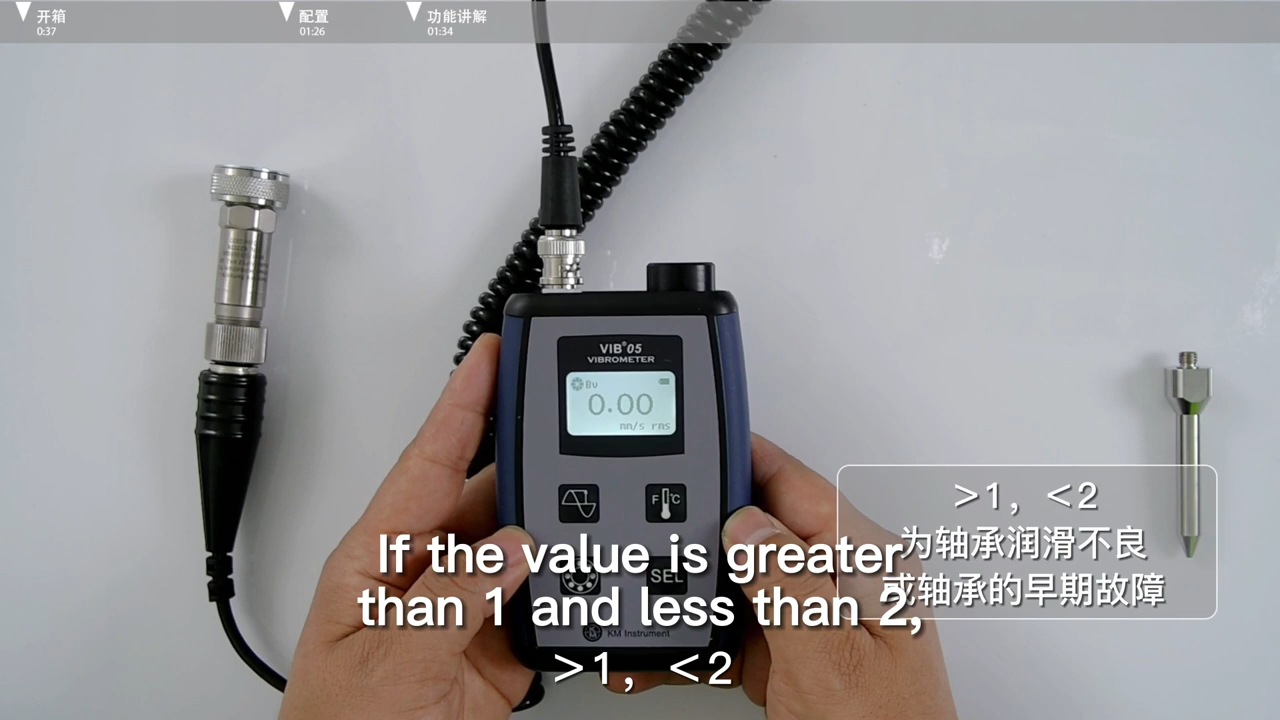 开箱
0:37
配置
01:26
功能讲解
01:34
VIB®05
VIBROMETER
Bv
0.00
mm/s rms
F °C
SEL
KM Instrument
>1，<2
为轴承润滑不良
或轴承的早期故障
If the value is greater
than 1 and less than 2,
>1，<2